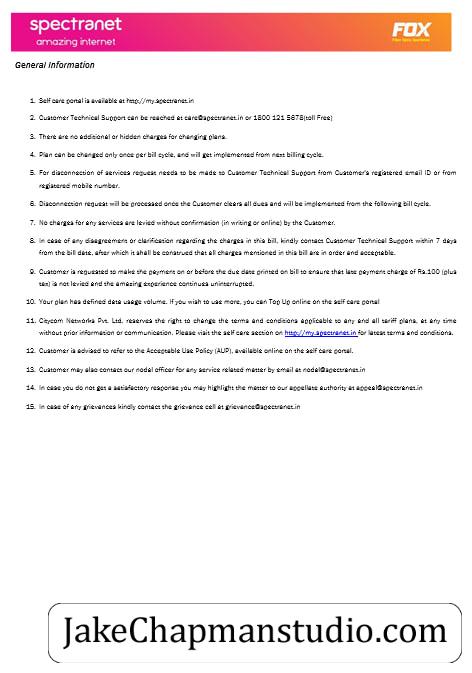 spectranet
amazing internet
FOX
General Information
1. Self care portal is available at http://my.spectranet.in
2. Customer Technical Support can be reached at care@spectranet.in or 1800 121 5678(toll Free)
3. There are no additional or hidden charges for changing plans.
4. Plan can be changed only once per bill cycle, and will get implemented from next billing cycle.
5. For disconnection of services request needs to be made to Customer Technical Support from Customer's registered email ID or from
registered mobile number.
6. Disconnection request will be processed once the Customer clears all dues and will be implemented from the following bill cycle.
7. No charges for any services are levied without confirmation (in writing or online) by the Customer.
8. In case of any disagreement or clarification regarding the charges in this bill, kindly contact Customer Technical Support within 7 days
from the bill date, after which it shall be construed that all charges mentioned in this bill are in order and acceptable.
9. Customer is requested to make the payment on or before the due date printed on bill to ensure that late payment charge of Rs.100 (plus
tax) is not levied and the amazing experience continues uninterrupted.
10. Your plan has defined data usage volume. If you wish to use more, you can Top Up online on the self care portal
11. Citycom Networks Pvt. Ltd. reserves the right to change the terms and conditions applicable to any and all tariff plans, at any time
without prior information or communication. Please visit the self care section on http://my.spectranet.in for latest terms and conditions.
12. Customer is advised to refer to the Acceptable Use Policy (AUP), available online on the self care portal.
13. Customer may also contact our nodal officer for any service related matter by email at nodal@spectranet.in
14. In case you do not get a satisfactory response you may highlight the matter to our appellate authority at appeal@spectranet.in
15. In case of any grievances kindly contact the grievance cell at grievance@spectranet.in
JakeChapmanstudio.com